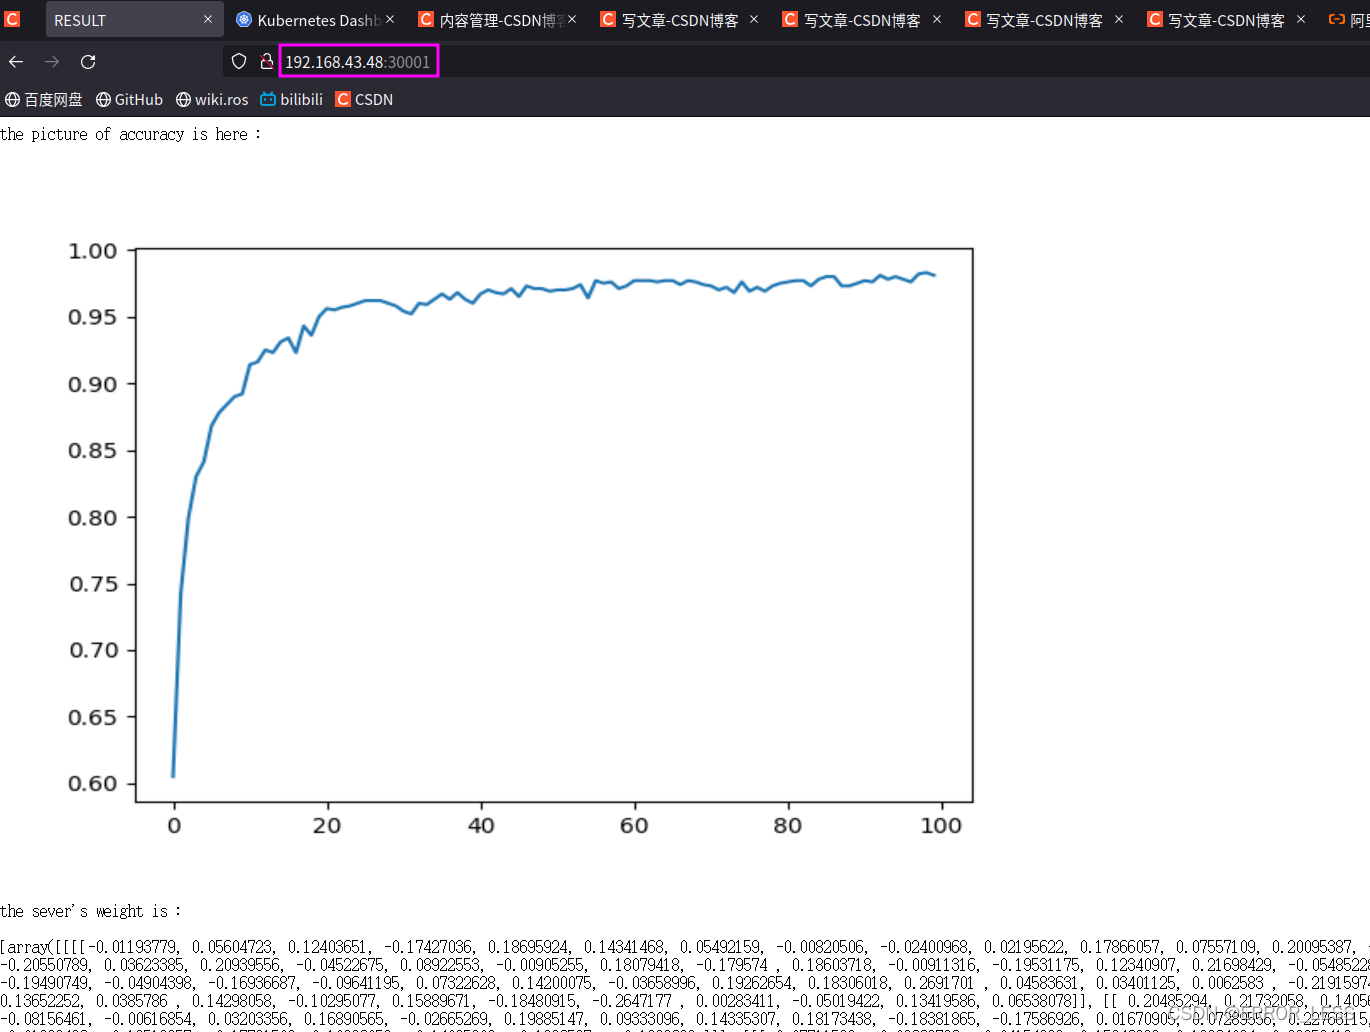 RESULT
Kubernetes Dashb
内容管理-CSDN博
写文章-CSDN博客
写文章-CSDN博客
写文章-CSDN博客
写文章-CSDN博客
阿
192.168.43.48:30001
百度网盘 GitHub wiki.ros bilibili CSDN
the picture of accuracy is here：
1.00
0.95
0.90
0.85
0.80
0.75
0.70
0.65
0.60
0 20 40 60 80 100
the sever's weight is：
[array([[[[-0.01193779, 0.05604723, 0.12403651, -0.17427036, 0.18695924, 0.14341468, 0.05492159, -0.00820506, -0.02400968, 0.02195622, 0.17866057, 0.07557109, 0.20095387,
-0.20550789, 0.03623385, 0.20939556, -0.04522675, 0.08922553, -0.00905255, 0.18079418, -0.179574 , 0.18603718, -0.00911316, -0.19531175, 0.12340907, 0.21698429, -0.0548522
-0.19490749, -0.04904398, -0.16936687, -0.09641195, 0.07322628, 0.14200075, -0.03658996, 0.19262654, 0.18306018, 0.2691701 , 0.04583631, 0.03401125, 0.0062583 , -0.2191597
0.13652252, 0.0385786 , 0.14298058, -0.10295077, 0.15889671, -0.18480915, -0.2647177 , 0.00283411, -0.05019422, 0.13419586, 0.06538078]], [[ 0.20485294, 0.21732058, 0.1405
-0.08156461, -0.00616854, 0.03203356, 0.16890565, -0.02665269, 0.19885147, 0.09333096, 0.14335307, 0.18173438, -0.18381865, -0.17586926, 0.01670905,